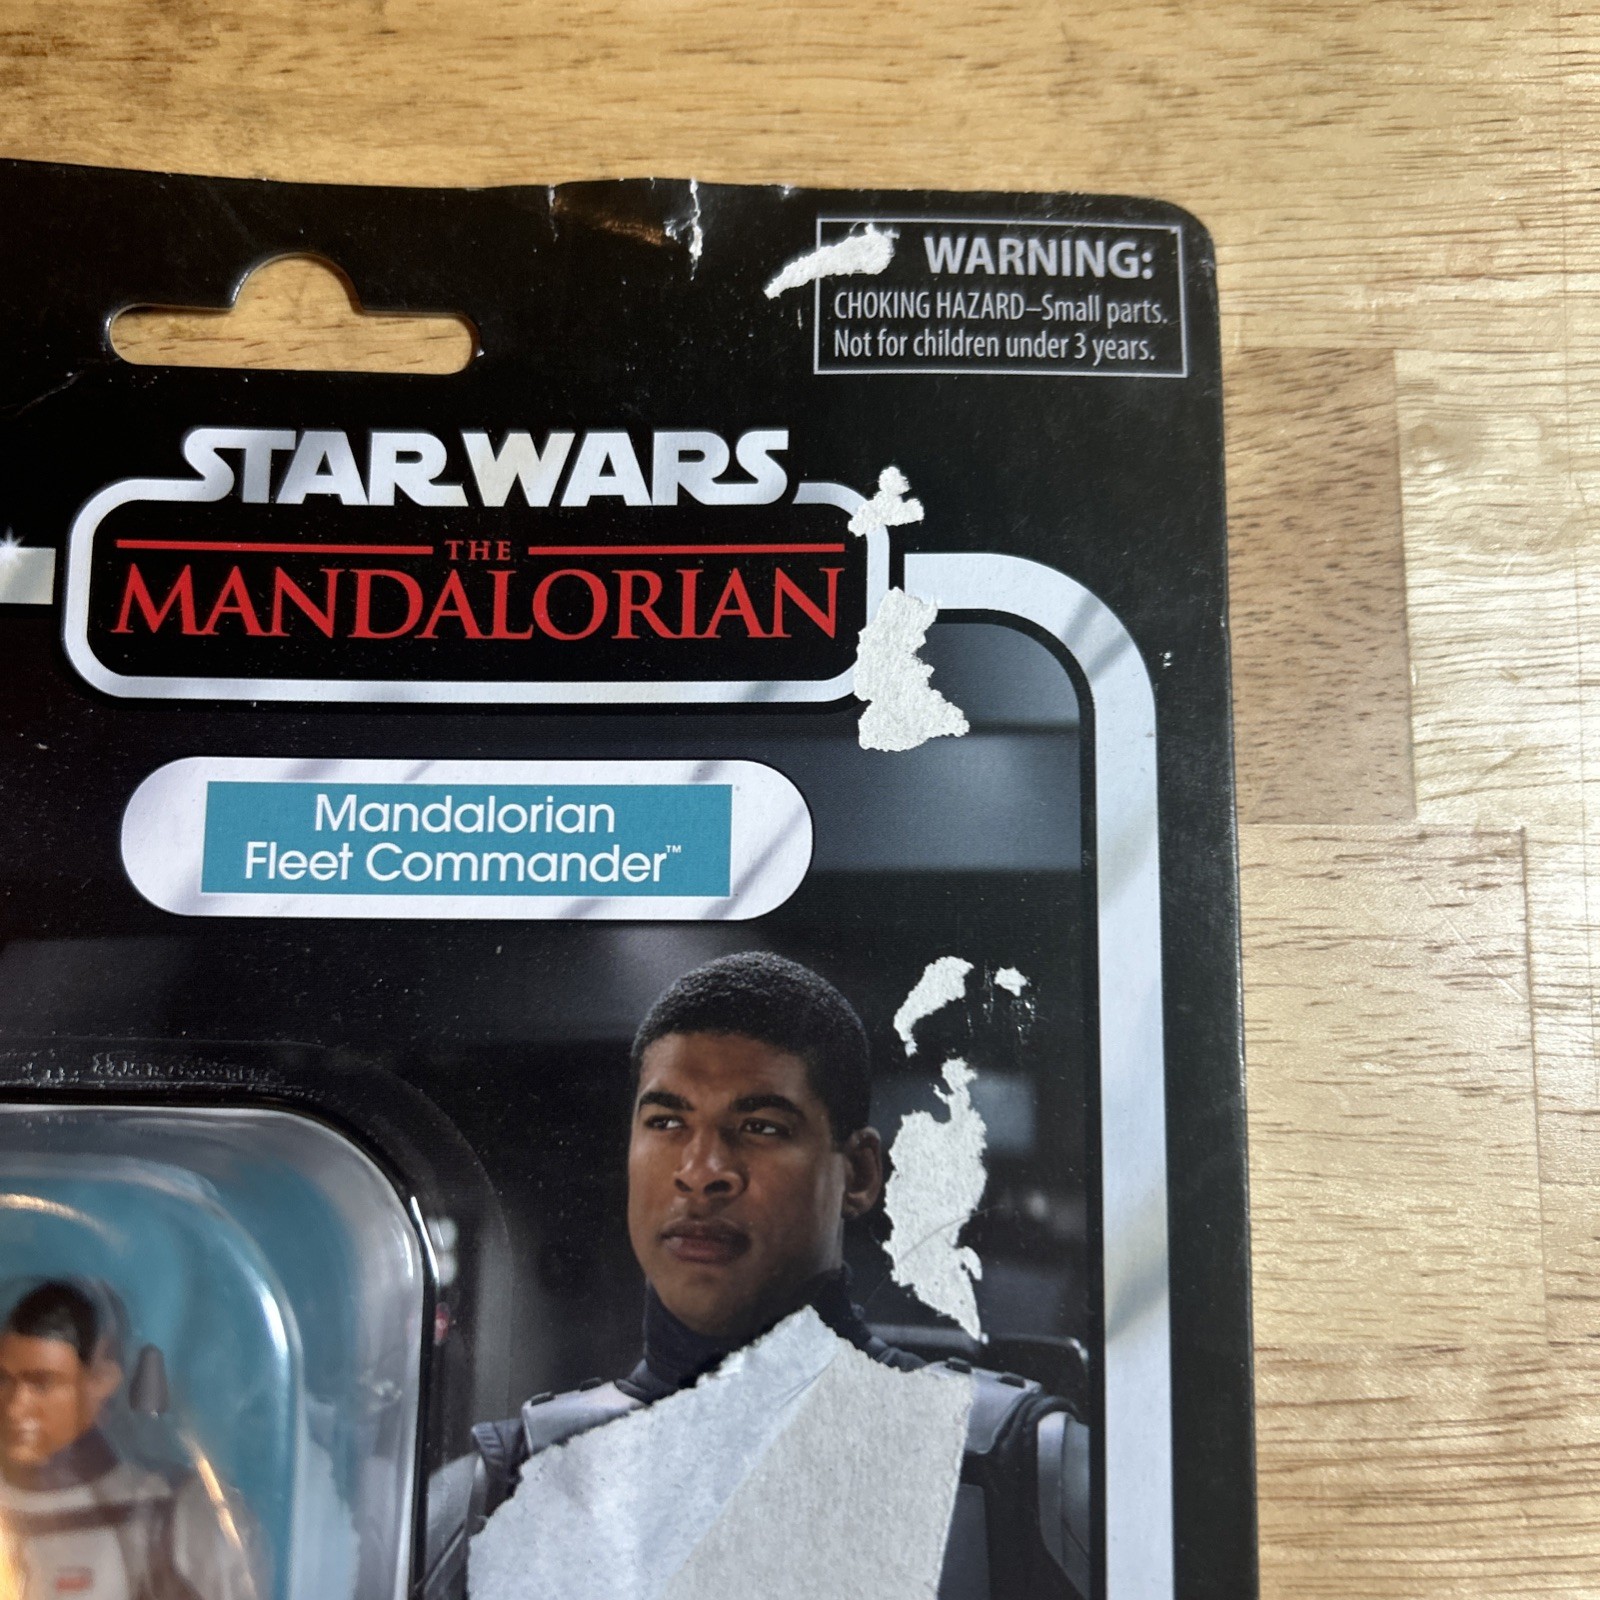 WARNING:
CHOKING HAZARD–Small parts.
Not for children under 3 years.
STAR WARS
THE
MANDALORIAN
Mandalorian
Fleet Commander™